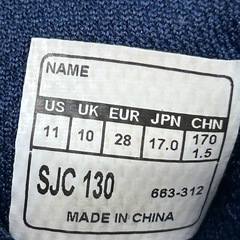 NAME
US UK EUR JPN CHN
11 10 28 17.0 170
1.5
SJC 130 663-312
MADE IN CHINA